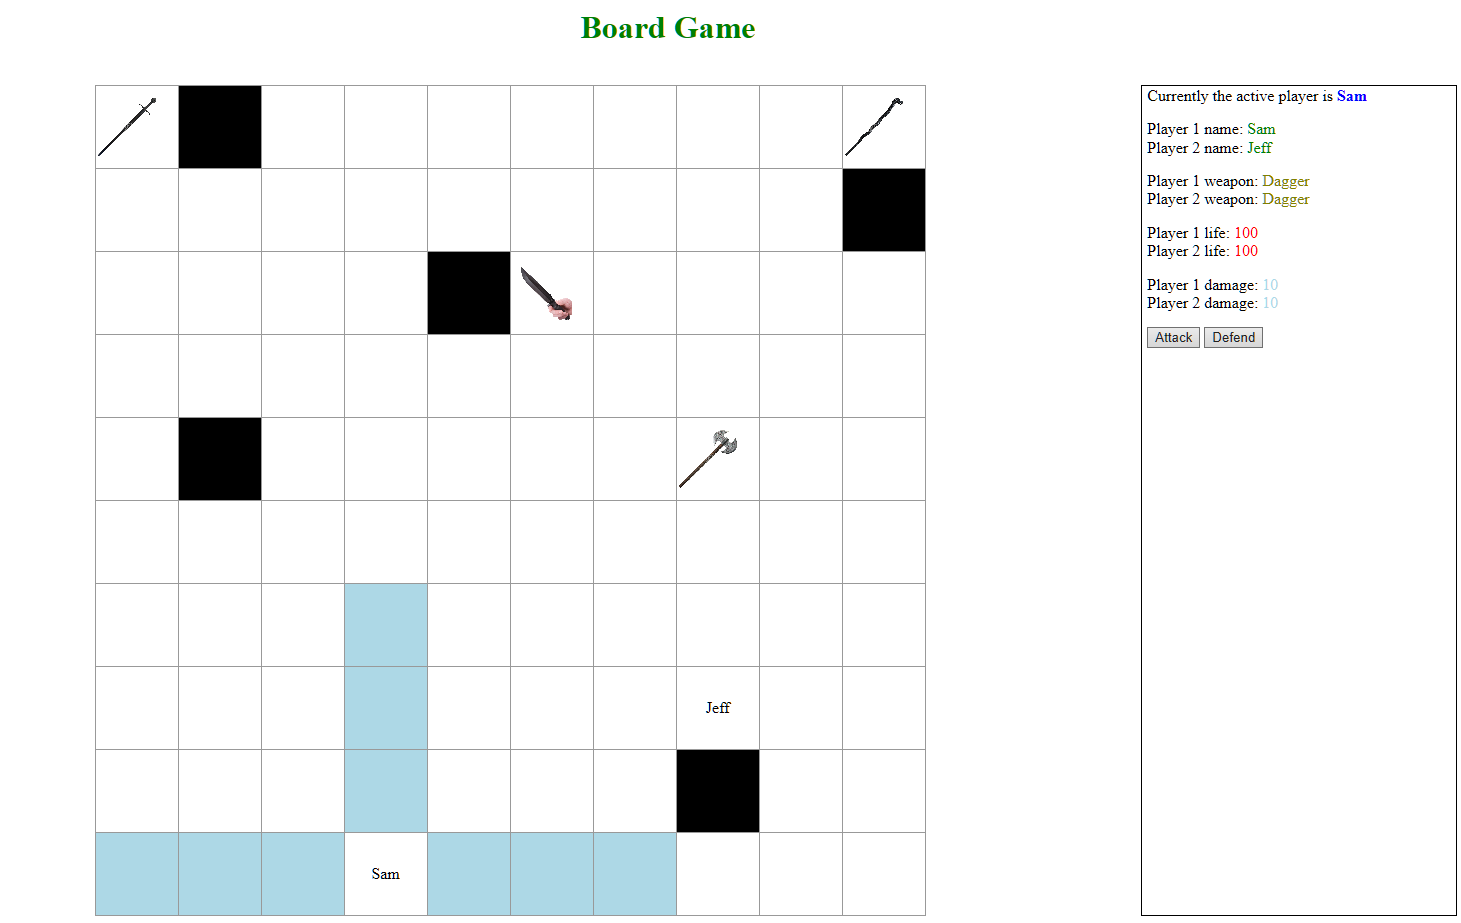 Board Game
Currently the active player is Sam
Player 1 name: Sam
Player 2 name: Jeff
Player 1 weapon: Dagger
Player 2 weapon: Dagger
Player 1 life: 100
Player 2 life: 100
Player 1 damage: 10
Player 2 damage: 10
Attack Defend
Jeff
Sam